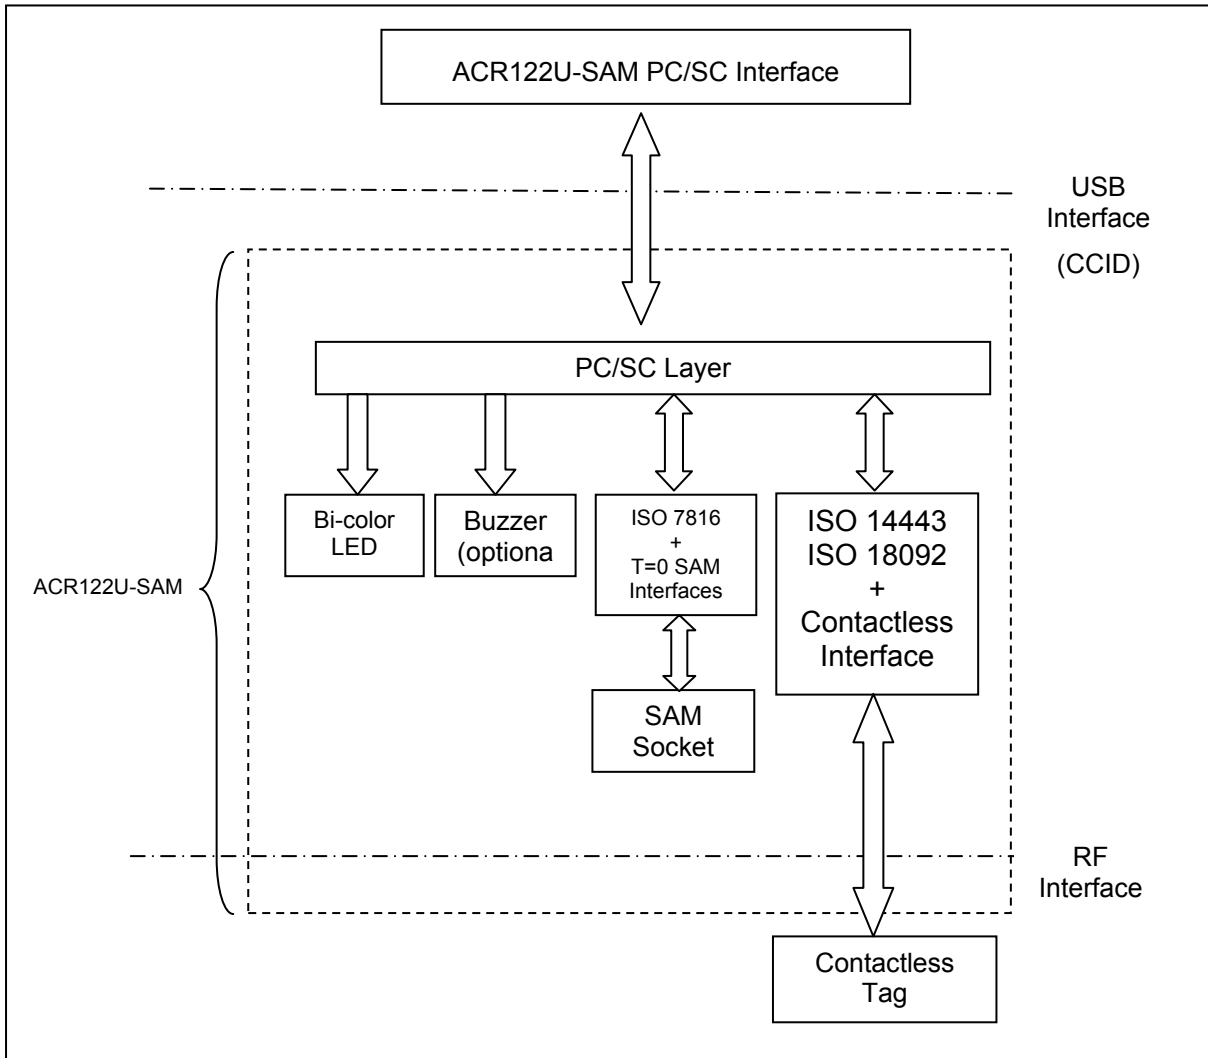 ACR122U-SAM PC/SC Interface
USB
Interface
(CCID)
PC/SC Layer
Bi-color
LED
Buzzer
(optiona
ISO 7816
+
T=0 SAM
Interfaces
ISO 14443
ISO 18092
+
Contactless
Interface
ACR122U-SAM
SAM
Socket
RF
Interface
Contactless
Tag